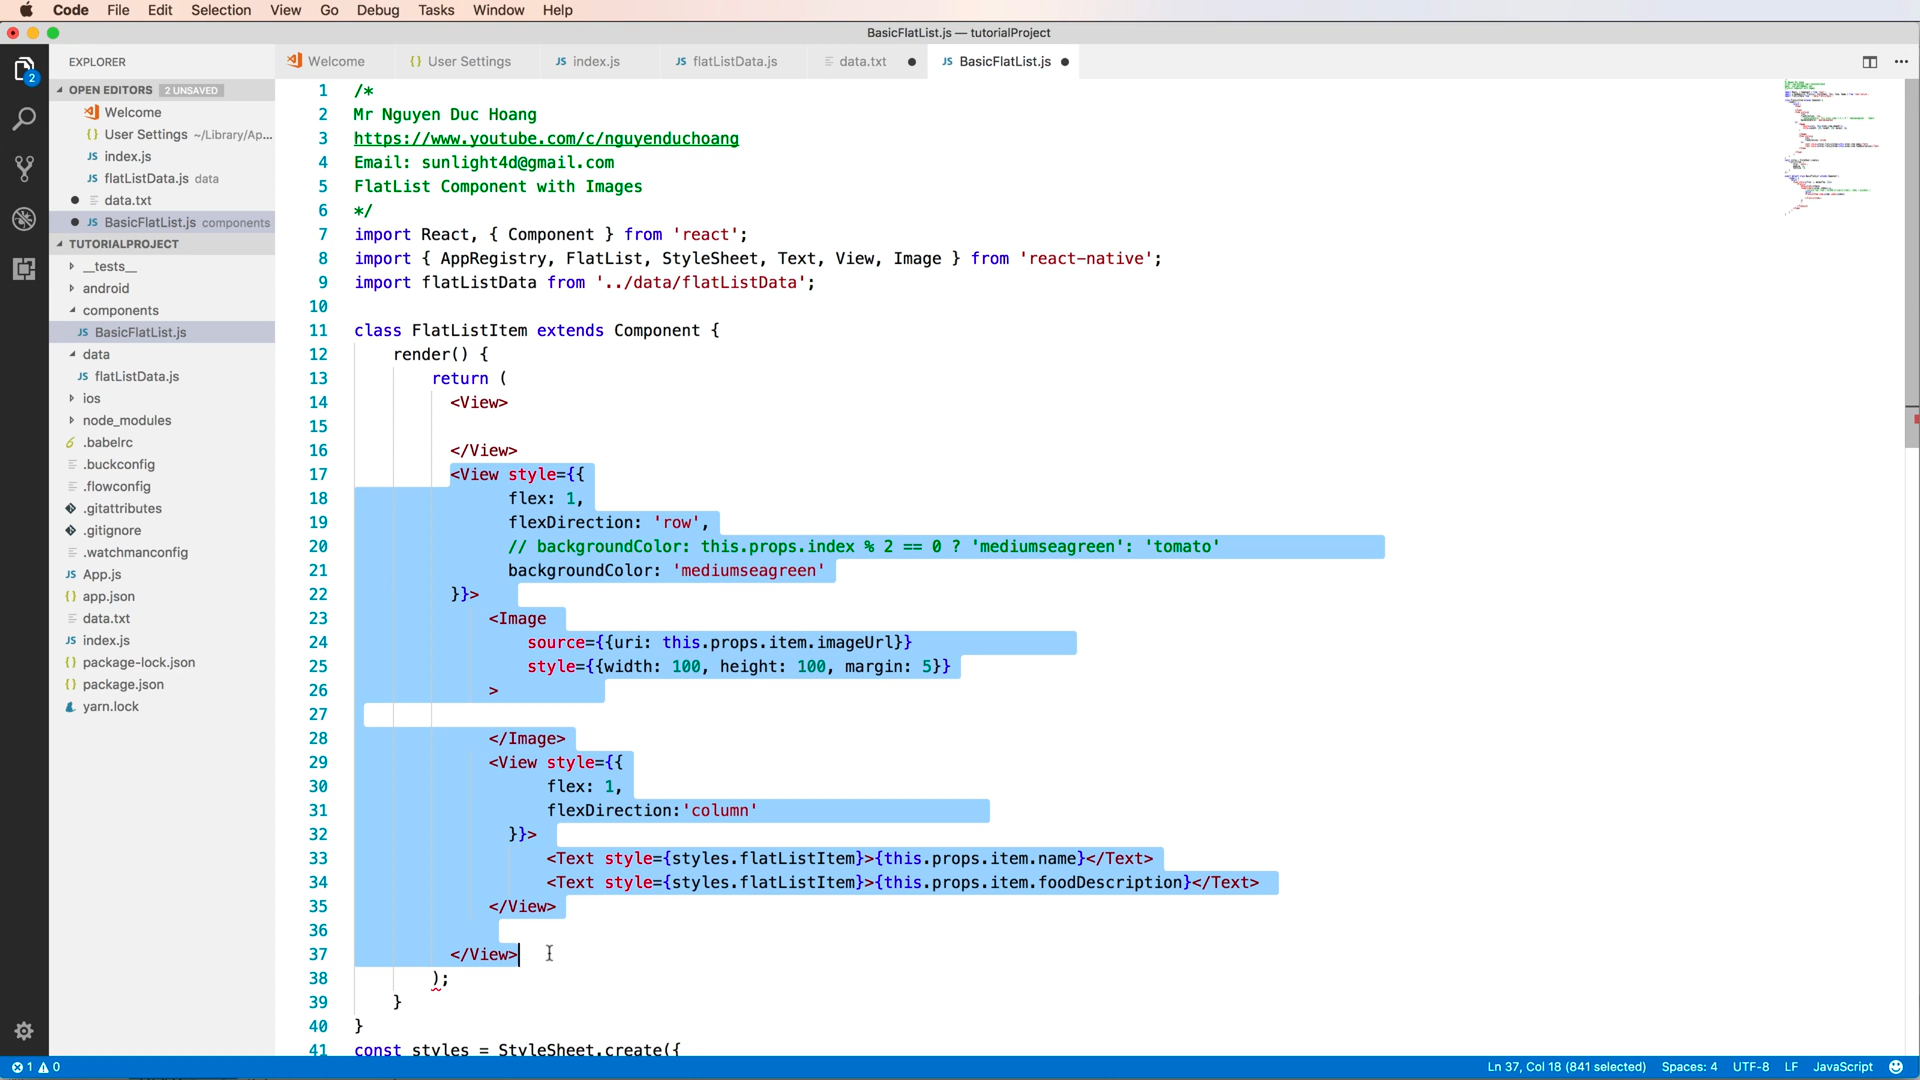 Code File Edit Selection View Go Debug Tasks Window Help
BasicFlatList.js — tutorialProject
EXPLORER
Welcome
User Settings
index.js
flatListData.js
data.txt
BasicFlatList.js
OPEN EDITORS 2 UNSAVED
Welcome
User Settings ~/Library/Ap...
index.js
flatListData.js data
data.txt
BasicFlatList.js components
TUTORIALPROJECT
__tests__
android
components
BasicFlatList.js
data
flatListData.js
ios
node_modules
.babelrc
.buckconfig
.flowconfig
.gitattributes
.gitignore
.watchmanconfig
App.js
app.json
data.txt
index.js
package-lock.json
package.json
yarn.lock
1 /*
2 Mr Nguyen Duc Hoang
3 https://www.youtube.com/c/nguyenduchoang
4 Email: sunlight4d@gmail.com
5 FlatList Component with Images
6 */
7 import React, { Component } from 'react';
8 import { AppRegistry, FlatList, StyleSheet, Text, View, Image } from 'react-native';
9 import flatListData from '../data/flatListData';
10
11 class FlatListItem extends Component {
12 render() {
13 return (
14 <View>
15
16 </View>
17 <View style={{
18 flex: 1,
19 flexDirection: 'row',
20 // backgroundColor: this.props.index % 2 == 0 ? 'mediumseagreen': 'tomato'
21 backgroundColor: 'mediumseagreen'
22 }}>
23 <Image
24 source={{uri: this.props.item.imageUrl}}
25 style={{width: 100, height: 100, margin: 5}}
26 >
27
28 </Image>
29 <View style={{
30 flex: 1,
31 flexDirection:'column'
32 }}>
33 <Text style={styles.flatListItem}>{this.props.item.name}</Text>
34 <Text style={styles.flatListItem}>{this.props.item.foodDescription}</Text>
35 </View>
36
37 </View>
38 );
39 }
40 }
41 const styles = StyleSheet.create({
1 0
Ln 37, Col 18 (841 selected) Spaces: 4 UTF-8 LF JavaScript